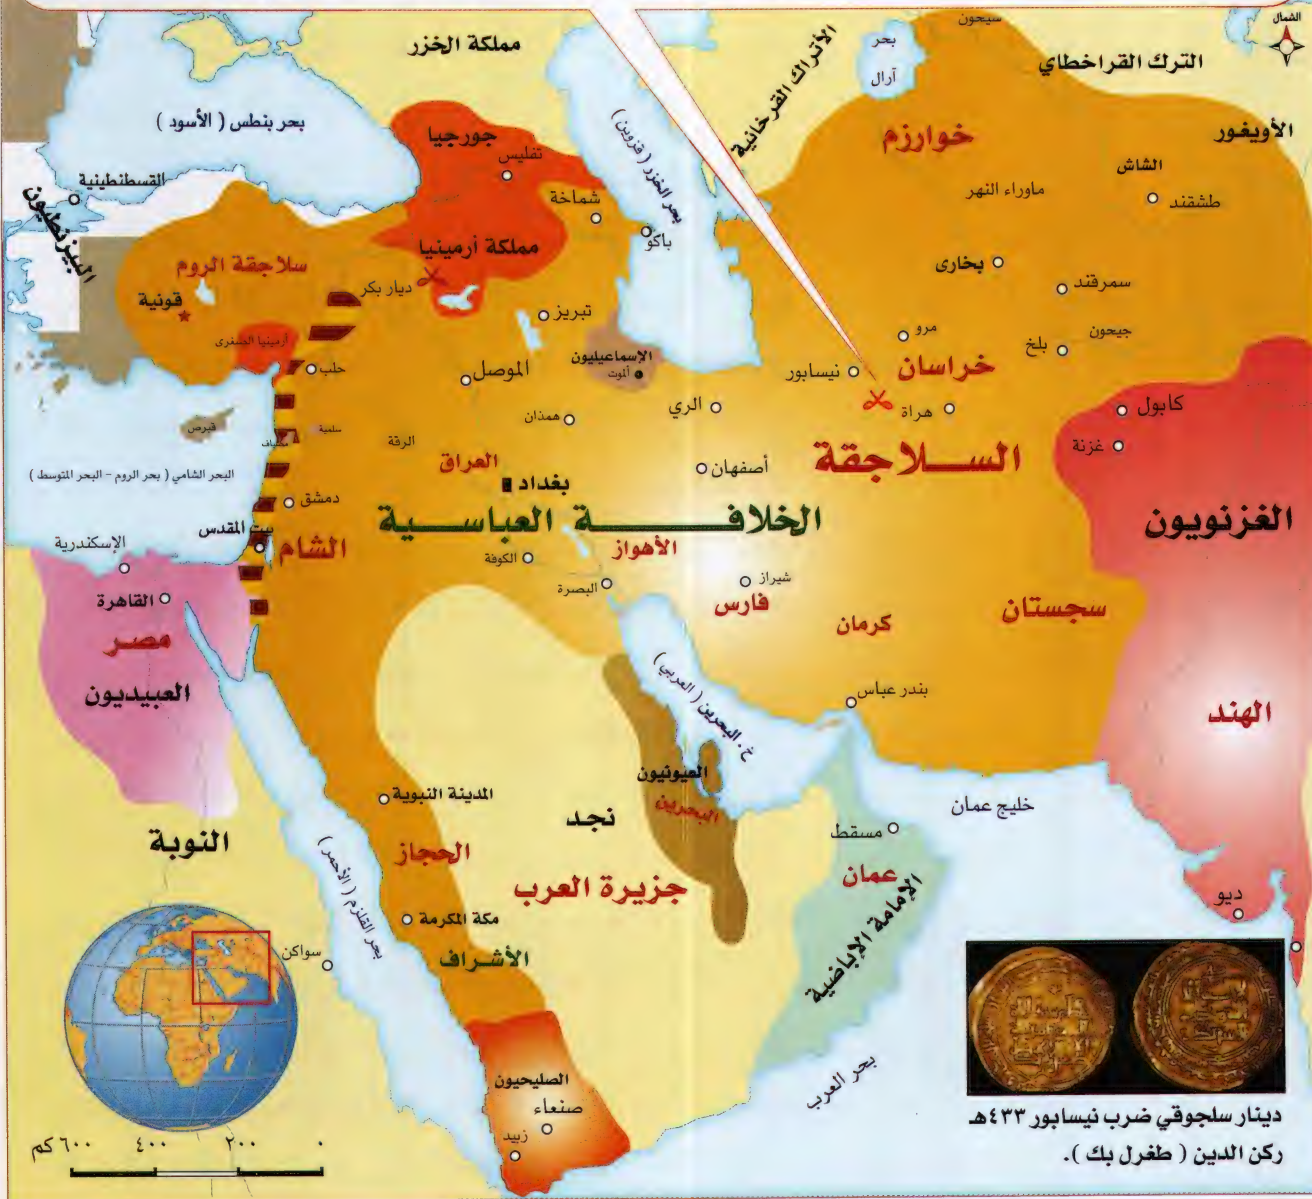 الشمال
سيحون
مملكة الخزر
بحر
آرال
الأتراك القرخانية
الترك القراخطاي
بحر بنطس ( الأسود )
جورجيا
بحر الخزر ( قزوين )
خوارزم
الأويغور
تفليس
الشاش
القسطنطينية
شماخة
ماوراء النهر
طشقند
البيزنطيون
باكو
مملكة أرمينيا
سلاجقة الروم
بخارى
ديار بكر
سمرقند
قونية
تبريز
مرو
جيحون
أرمينيا الصغرى
بلخ
الإسماعيليون
ألموت
حلب
الموصل
نيسابور
خراسان
كابول
الري
هراة
همذان
قبرص
سلمية
مصياف
الرقة
غزنة
العراق
السلاجقة
أصفهان
البحر الشامي ( بحر الروم - البحر المتوسط )
بغداد
دمشق
الخلافة العباسية
الغزنويون
بيت المقدس
الإسكندرية
الشام
الأهواز
الكوفة
شيراز
البصرة
القاهرة
فارس
سجستان
كرمان
مصر
العبيديون
خ. البحرين ( العربي )
بندر عباس
الهند
العيونيون
المدينة النبوية
البحرين
خليج عمان
نجد
مسقط
النوبة
الحجاز
عمان
بحر القلزم ( الأحمر )
جزيرة العرب
الإمامة الإباضية
ديو
مكة المكرمة
سواكن
الأشراف
بحر العرب
الصليحيون
صنعاء
زبيد
دينار سلجوقي ضرب نيسابور ٤٣٣هـ
ركن الدين ( طغرل بك ).
٦٠٠ كم ٤٠٠ ٢٠٠ ٠